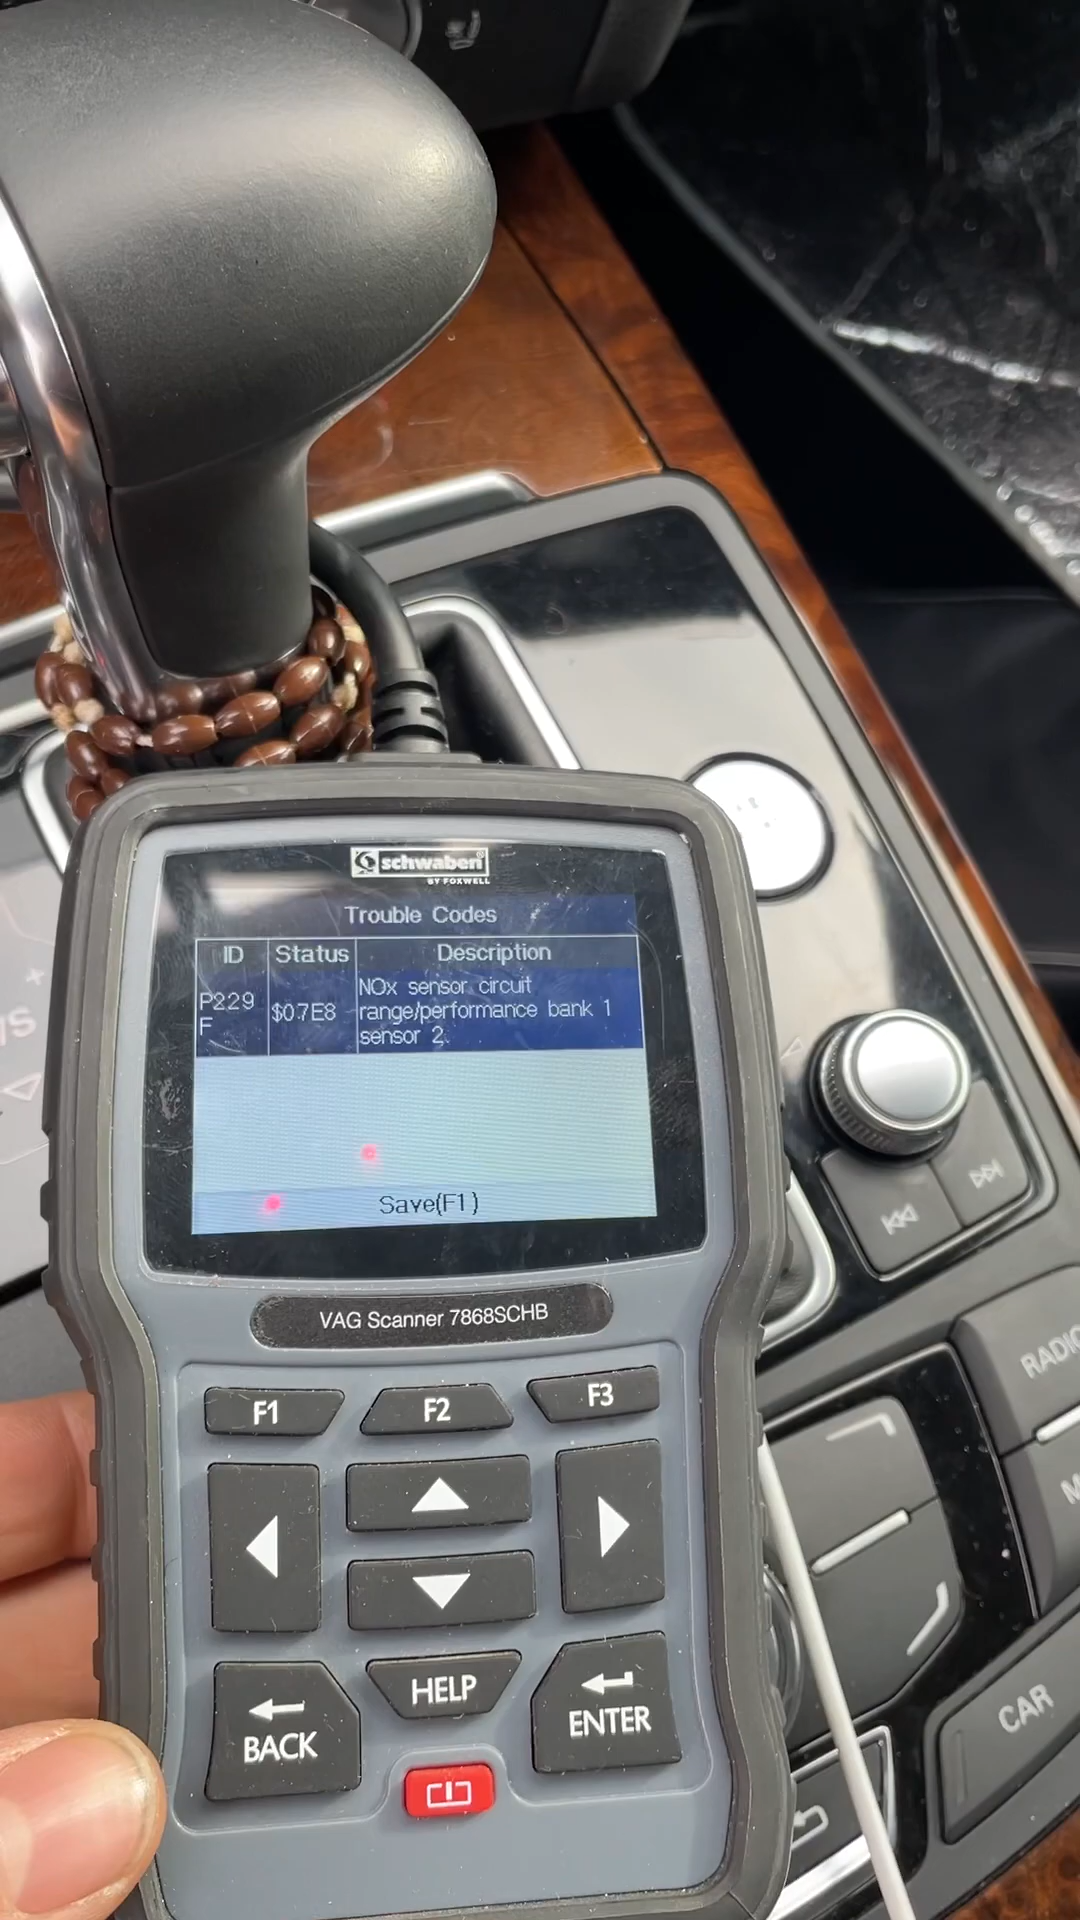 schwaben
BY FOXWELL
Trouble Codes
ID Status Description
P229F $07E8 NOx sensor circuit
range/performance bank 1
sensor 2.
Save(F1)
VAG Scanner 7868SCHB
F1 F2 F3
BACK HELP ENTER
RADIO
CAR